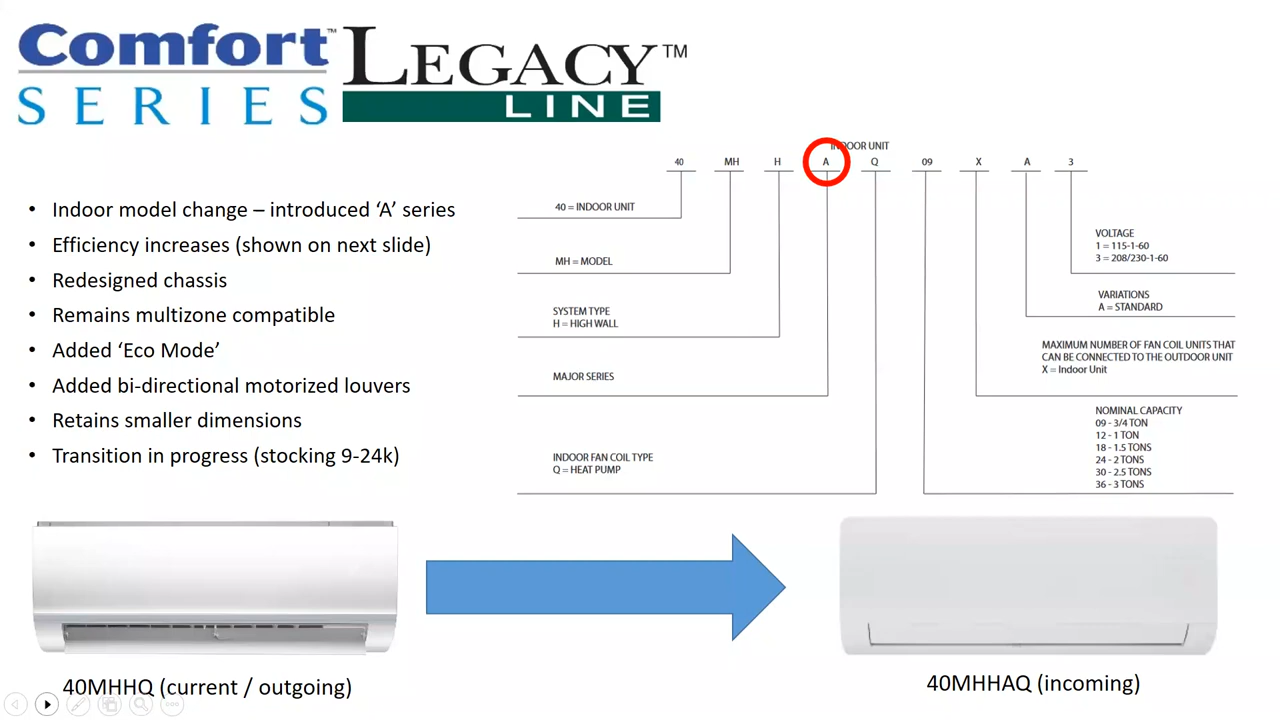 Comfort™
SERIES
LEGACY™
LINE
INDOOR UNIT
40 MH H A Q 09 X A 3
• Indoor model change – introduced ‘A’ series
• Efficiency increases (shown on next slide)
• Redesigned chassis
• Remains multizone compatible
• Added ‘Eco Mode’
• Added bi-directional motorized louvers
• Retains smaller dimensions
• Transition in progress (stocking 9-24k)
40 = INDOOR UNIT
MH = MODEL
SYSTEM TYPE
H = HIGH WALL
MAJOR SERIES
INDOOR FAN COIL TYPE
Q = HEAT PUMP
VOLTAGE
1 = 115-1-60
3 = 208/230-1-60
VARIATIONS
A = STANDARD
MAXIMUM NUMBER OF FAN COIL UNITS THAT
CAN BE CONNECTED TO THE OUTDOOR UNIT
X = Indoor Unit
NOMINAL CAPACITY
09 - 3/4 TON
12 - 1 TON
18 - 1.5 TONS
24 - 2 TONS
30 - 2.5 TONS
36 - 3 TONS
40MHHQ (current / outgoing)
40MHHAQ (incoming)